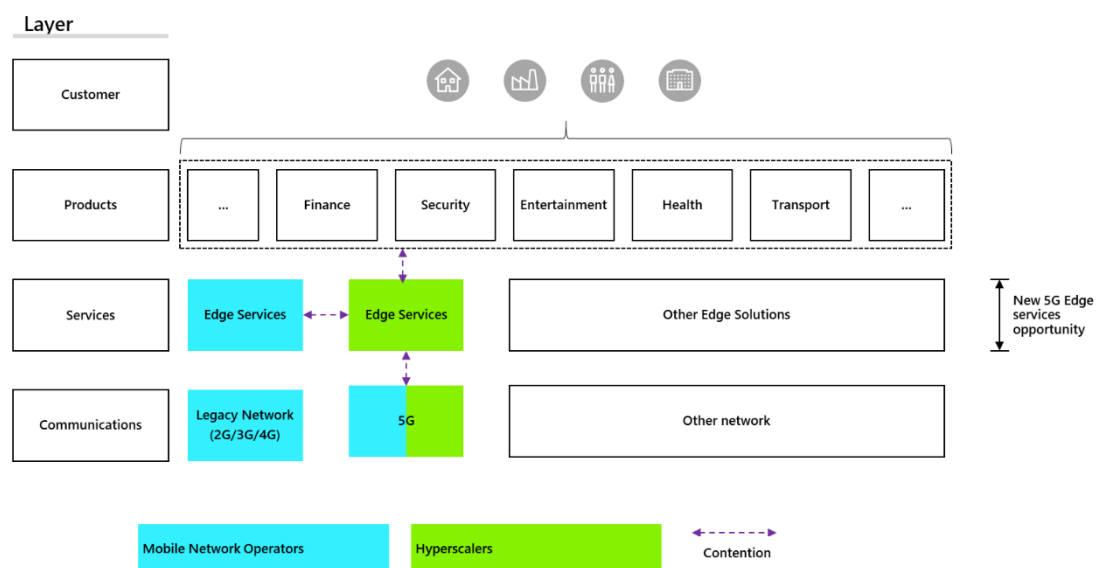 Layer
Customer
Products
...
Finance
Security
Entertainment
Health
Transport
...
Services
Edge Services
Edge Services
Other Edge Solutions
New 5G Edge
services
opportunity
Communications
Legacy Network
(2G/3G/4G)
5G
Other network
Mobile Network Operators
Hyperscalers
Contention